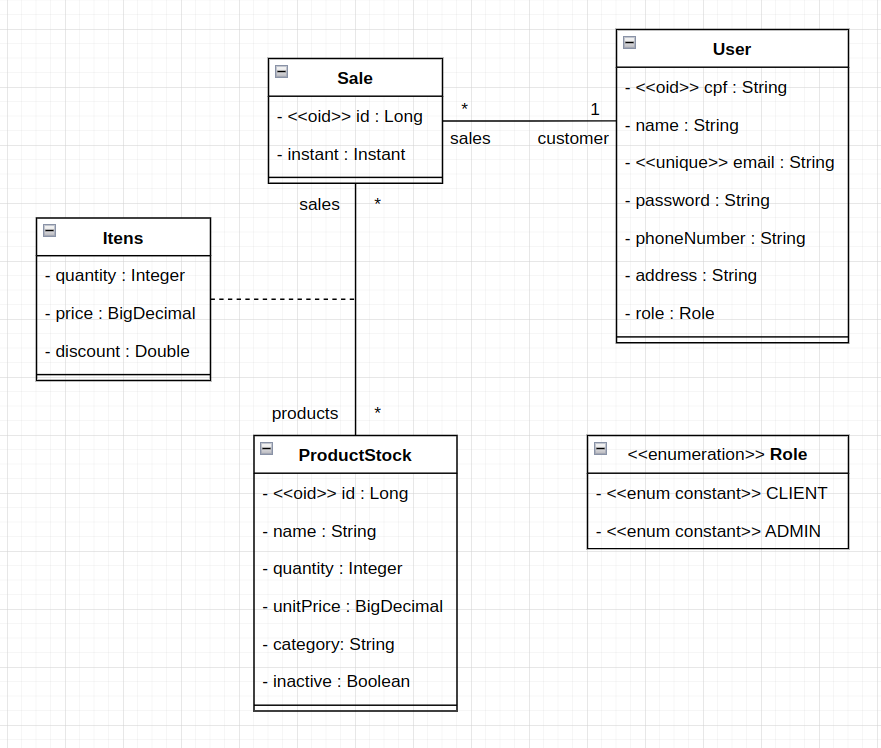 Sale
- <<oid>> id : Long
- instant : Instant
* 1
sales customer
User
- <<oid>> cpf : String
- name : String
- <<unique>> email : String
- password : String
- phoneNumber : String
- address : String
- role : Role
sales *
Itens
- quantity : Integer
- price : BigDecimal
- discount : Double
products *
ProductStock
- <<oid>> id : Long
- name : String
- quantity : Integer
- unitPrice : BigDecimal
- category: String
- inactive : Boolean
<<enumeration>> Role
- <<enum constant>> CLIENT
- <<enum constant>> ADMIN